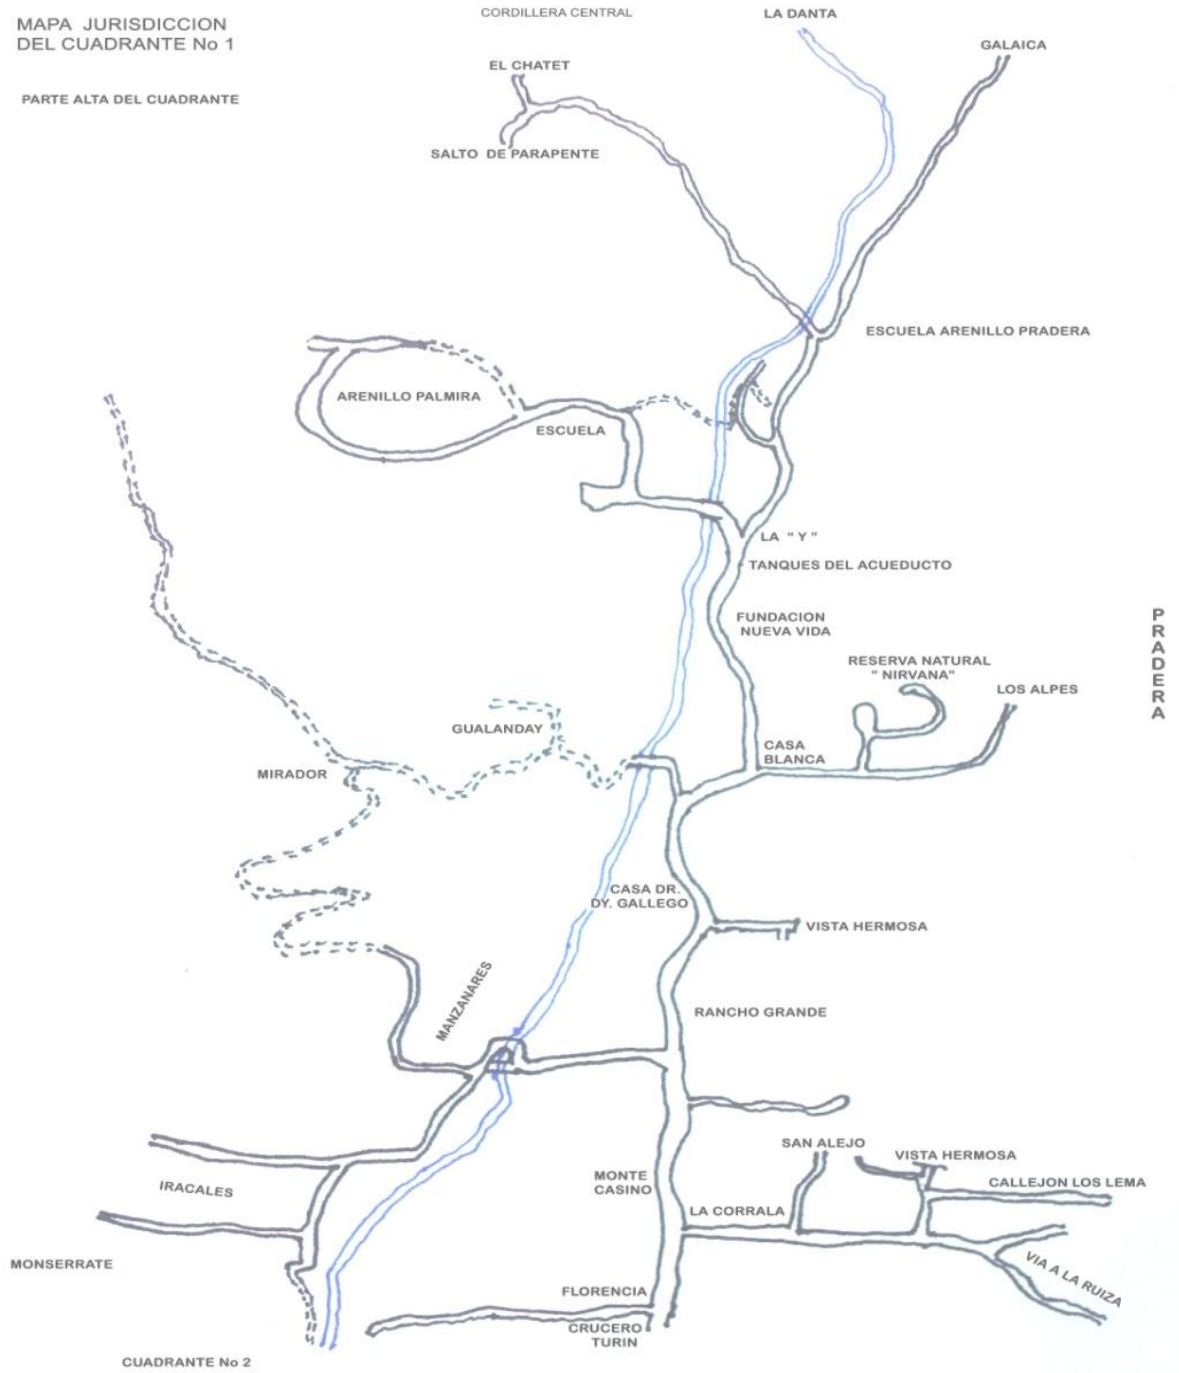 MAPA JURISDICCION
DEL CUADRANTE No 1
CORDILLERA CENTRAL
LA DANTA
GALAICA
EL CHATET
PARTE ALTA DEL CUADRANTE
SALTO DE PARAPENTE
ESCUELA ARENILLO PRADERA
ARENILLO PALMIRA
ESCUELA
LA " Y "
TANQUES DEL ACUEDUCTO
FUNDACION
NUEVA VIDA
PRADERA
RESERVA NATURAL
" NIRVANA"
LOS ALPES
GUALANDAY
CASA
BLANCA
MIRADOR
CASA DR.
DY. GALLEGO
VISTA HERMOSA
MANZANARES
RANCHO GRANDE
SAN ALEJO
VISTA HERMOSA
MONTE
CASINO
CALLEJON LOS LEMA
IRACALES
LA CORRALA
MONSERRATE
VIA A LA RUIZA
FLORENCIA
CRUCERO
TURIN
CUADRANTE No 2